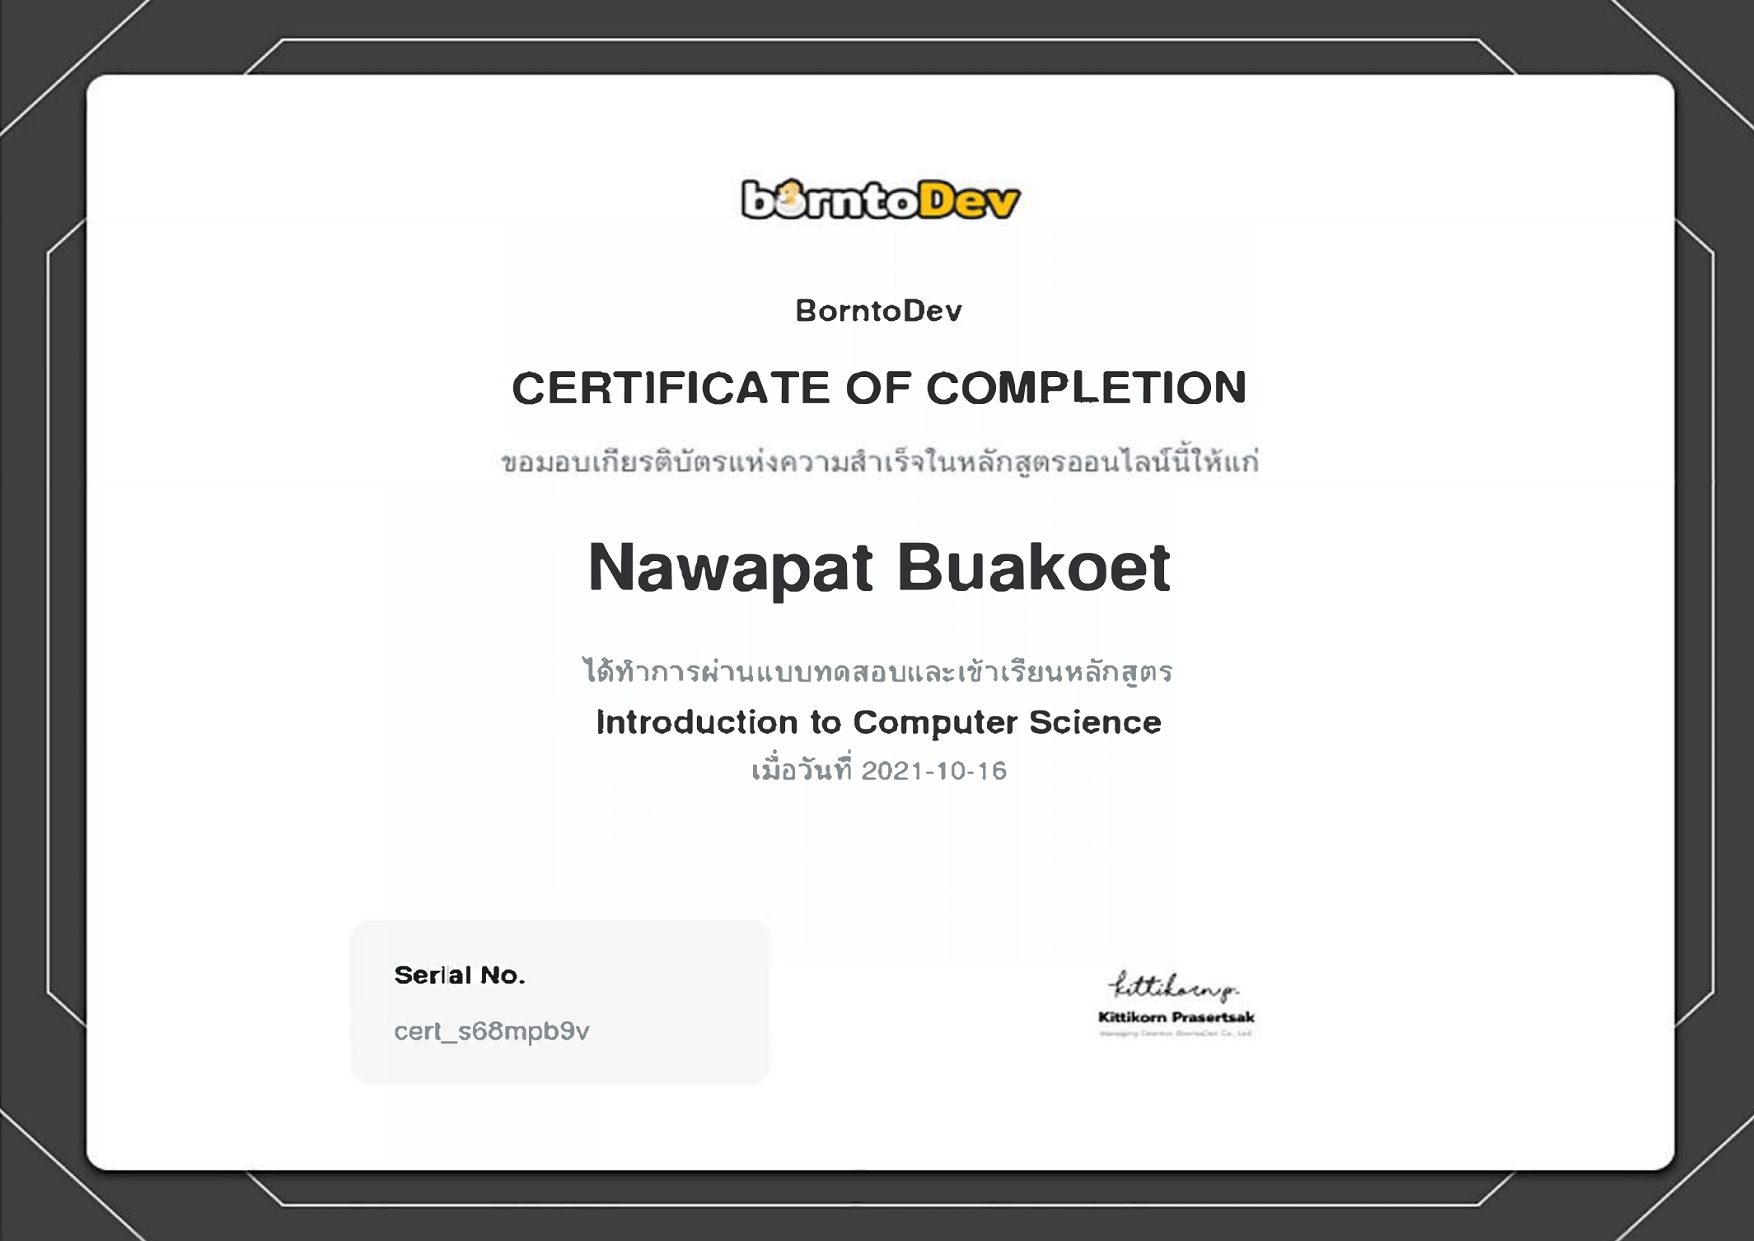 borntoDev
BorntoDev
CERTIFICATE OF COMPLETION
ขอมอบเกียรติบัตรแห่งความสำเร็จในหลักสูตรออนไลน์นี้ให้แก่
Nawapat Buakoet
ได้ทำการผ่านแบบทดสอบและเข้าเรียนหลักสูตร
Introduction to Computer Science
เมื่อวันที่ 2021-10-16
Serial No.
cert_s68mpb9v
Kittikorn P.
Kittikorn Prasertsak
Managing Director, BorntoDev Co., Ltd